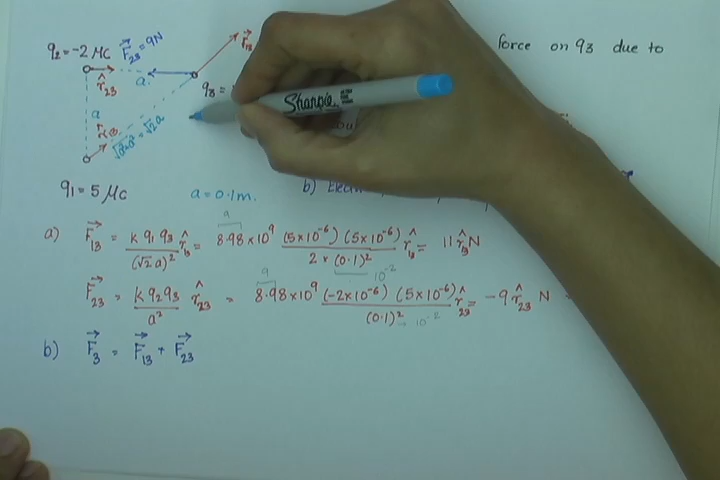 q₂ = -2 μC
F⃗₂₃ = 9N
F⃗₁₃
force on q3 due to
r̂₂₃
a
q₃ =
Sharpie
a
√a²+a² = √2 a
q₁ = 5 μC
a = 0.1m.
b)
a) F⃗₁₃ = k q₁ q₃ / (√2 a)² r̂₁₃ = 8.98×10⁹ (5×10⁻⁶) (5×10⁻⁶) / 2 × (0.1)² r̂₁₃ = 11 r̂₁₃ N
9
10⁻²
F⃗₂₃ = k q₂ q₃ / a² r̂₂₃ = 8.98×10⁹ (-2×10⁻⁶) (5×10⁻⁶) / (0.1)² r̂₂₃ = -9 r̂₂₃ N =
9
10⁻²
b) F⃗₃ = F⃗₁₃ + F⃗₂₃